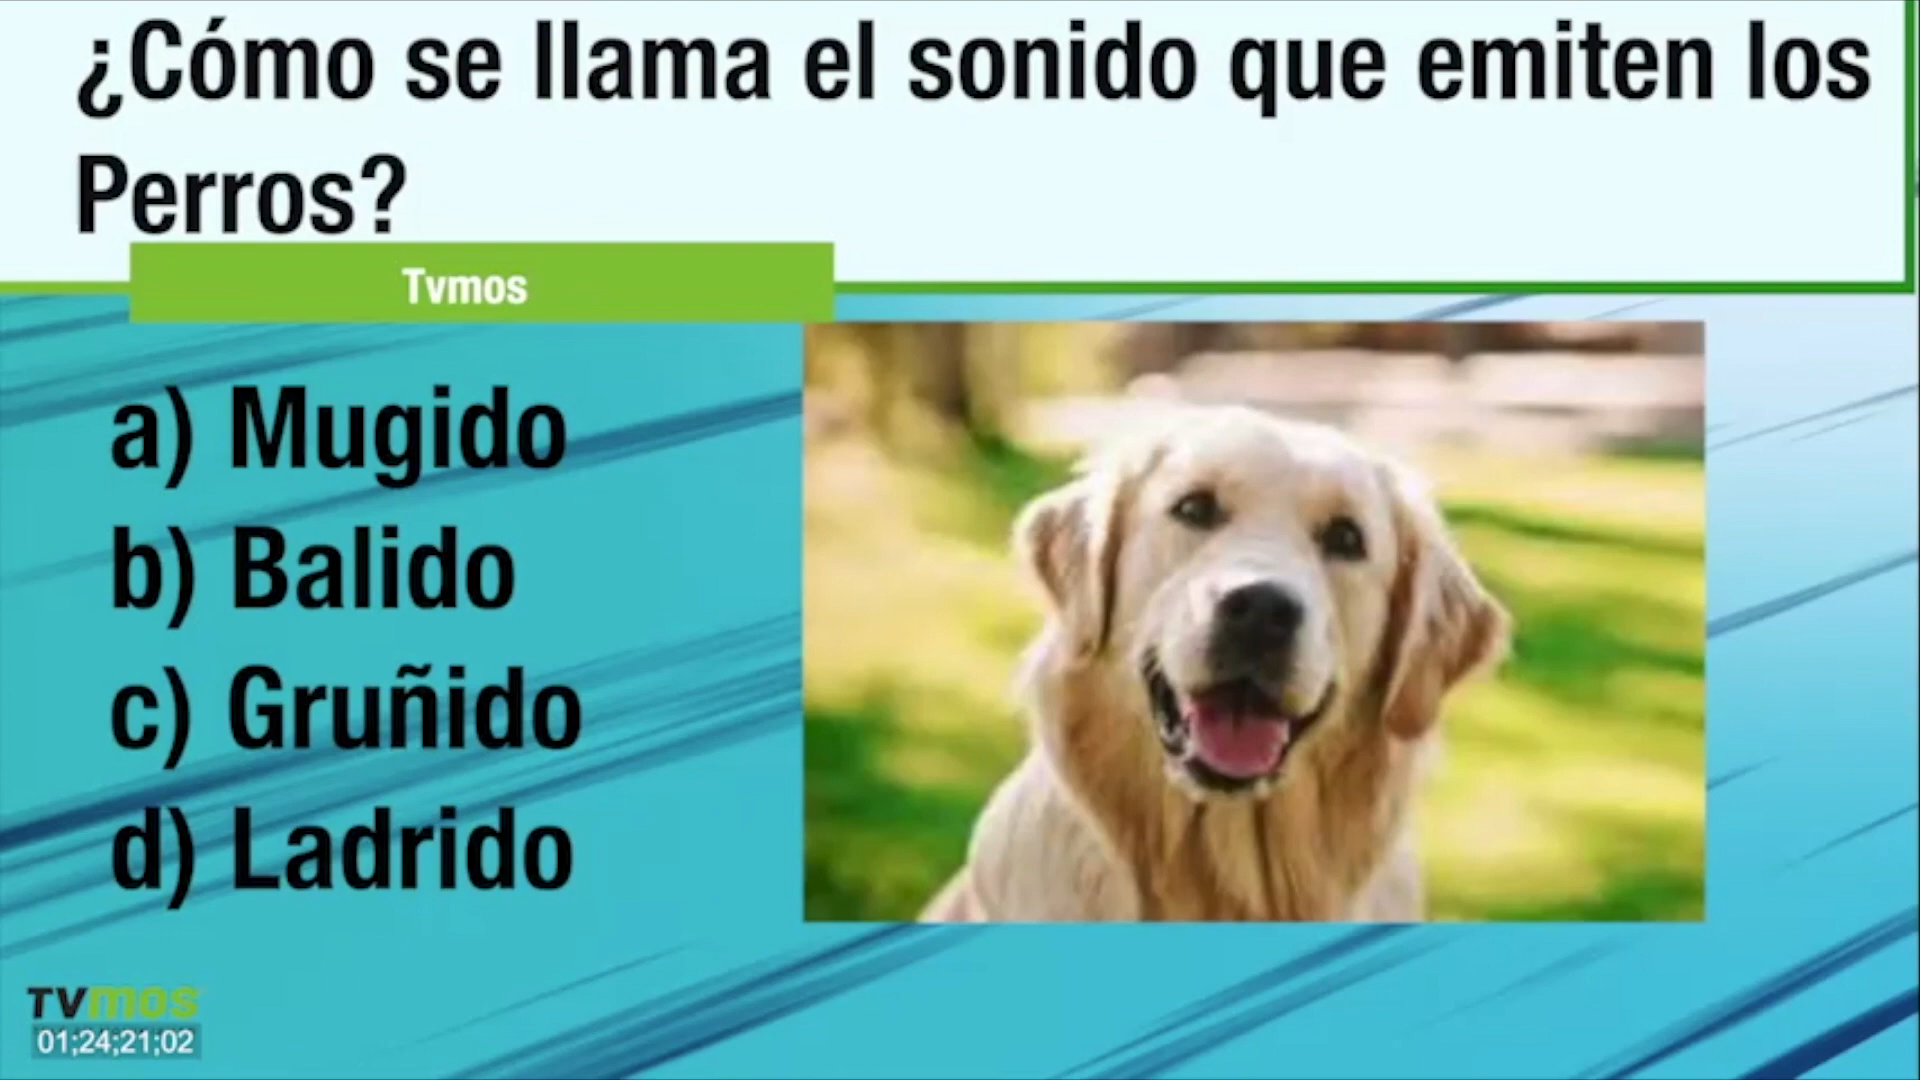 ¿Cómo se llama el sonido que emiten los
Perros?
Tvmos
a) Mugido
b) Balido
c) Gruñido
d) Ladrido
TVmos
01;24;21;02